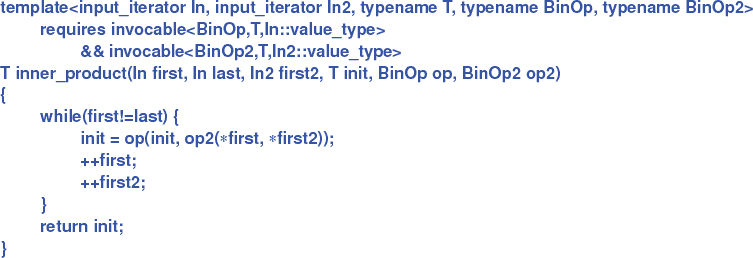 template<input_iterator In, input_iterator In2, typename T, typename BinOp, typename BinOp2>
requires invocable<BinOp,T,In::value_type>
&& invocable<BinOp2,T,In2::value_type>
T inner_product(In first, In last, In2 first2, T init, BinOp op, BinOp2 op2)
{
while(first!=last) {
init = op(init, op2(*first, *first2));
++first;
++first2;
}
return init;
}